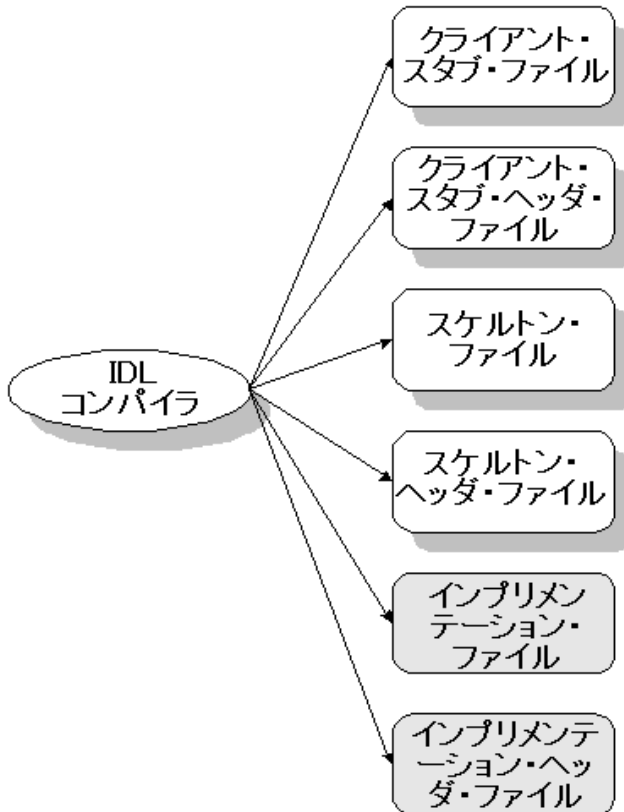 クライアント・
スタブ・ファイル
クライアント・
スタブ・ヘッダ・
ファイル
スケルトン・
ファイル
IDL
コンパイラ
スケルトン・
ヘッダ・ファイル
インプリメン
テーション・
ファイル
インプリメンテ
ーション・ヘッ
ダ・ファイル